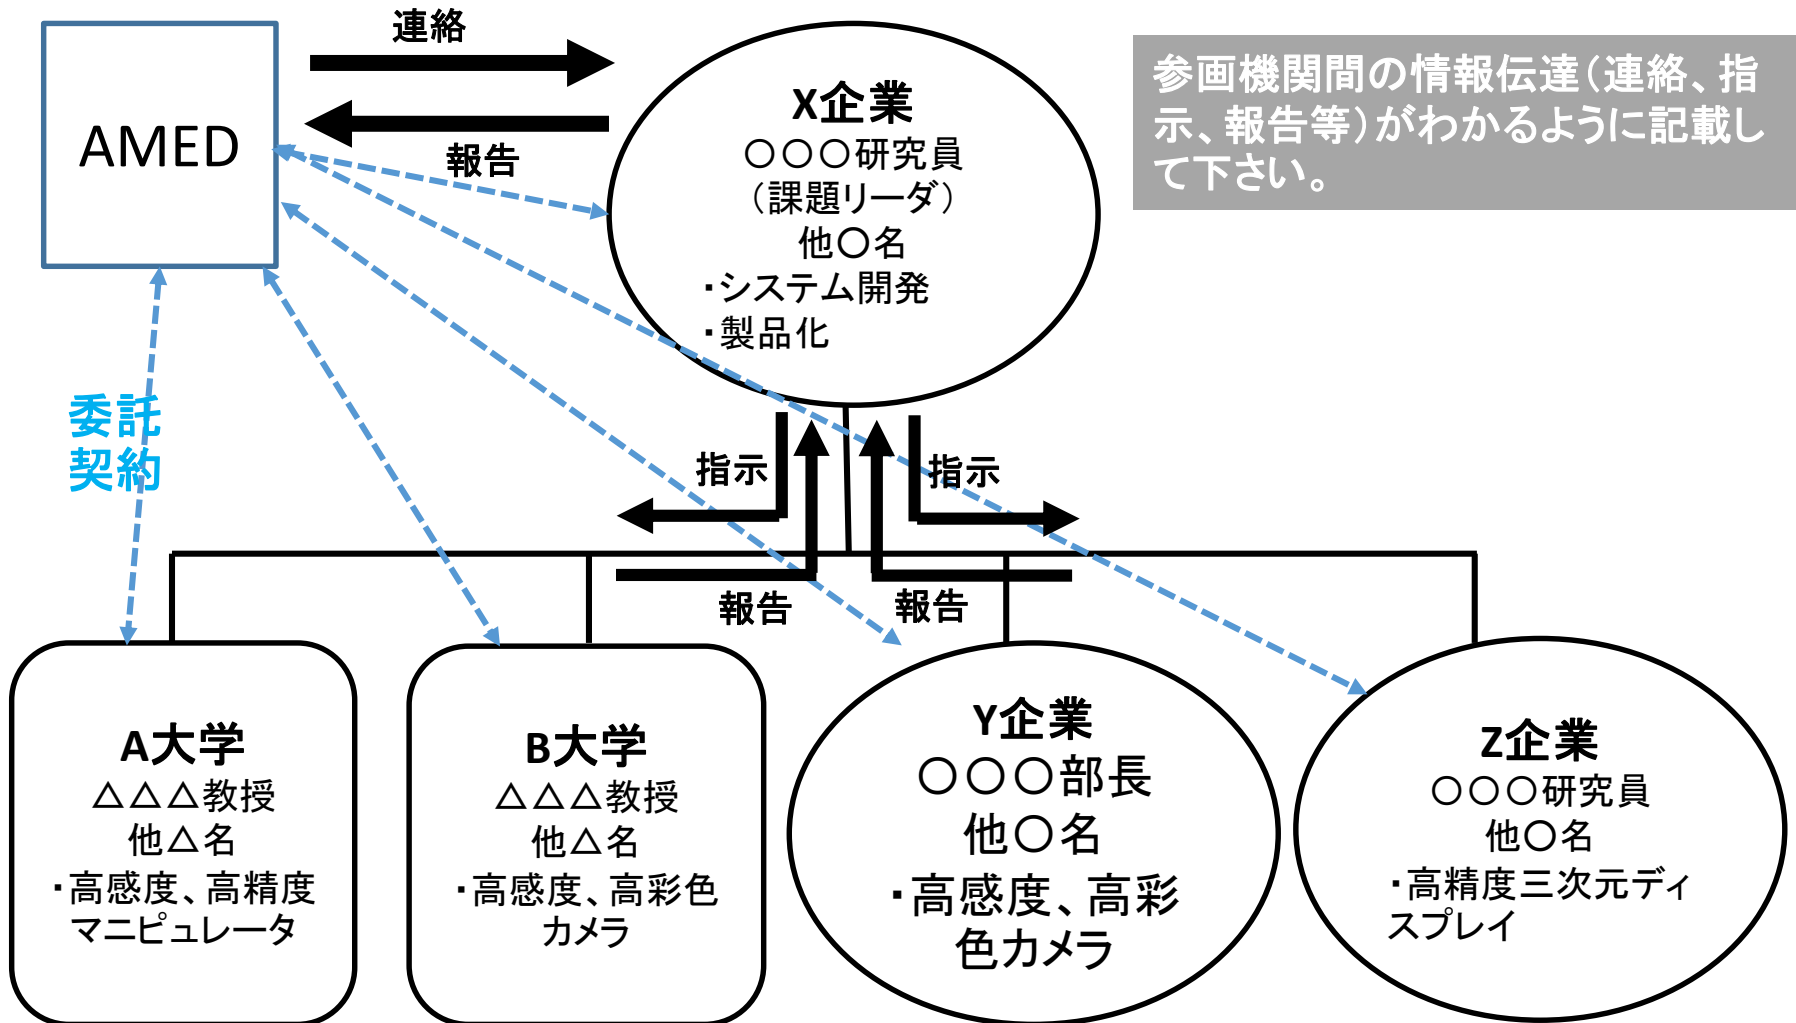 連絡
AMED
報告
X企業
○○○研究員
（課題リーダ）
他○名
・システム開発
・製品化
参画機関間の情報伝達（連絡、指
示、報告等）がわかるように記載し
て下さい。
委託
契約
指示
指示
報告
報告
A大学
△△△教授
他△名
・高感度、高精度
マニピュレータ
B大学
△△△教授
他△名
・高感度、高彩色
カメラ
Y企業
○○○部長
他○名
・高感度、高彩
色カメラ
Z企業
○○○研究員
他○名
・高精度三次元ディ
スプレイ